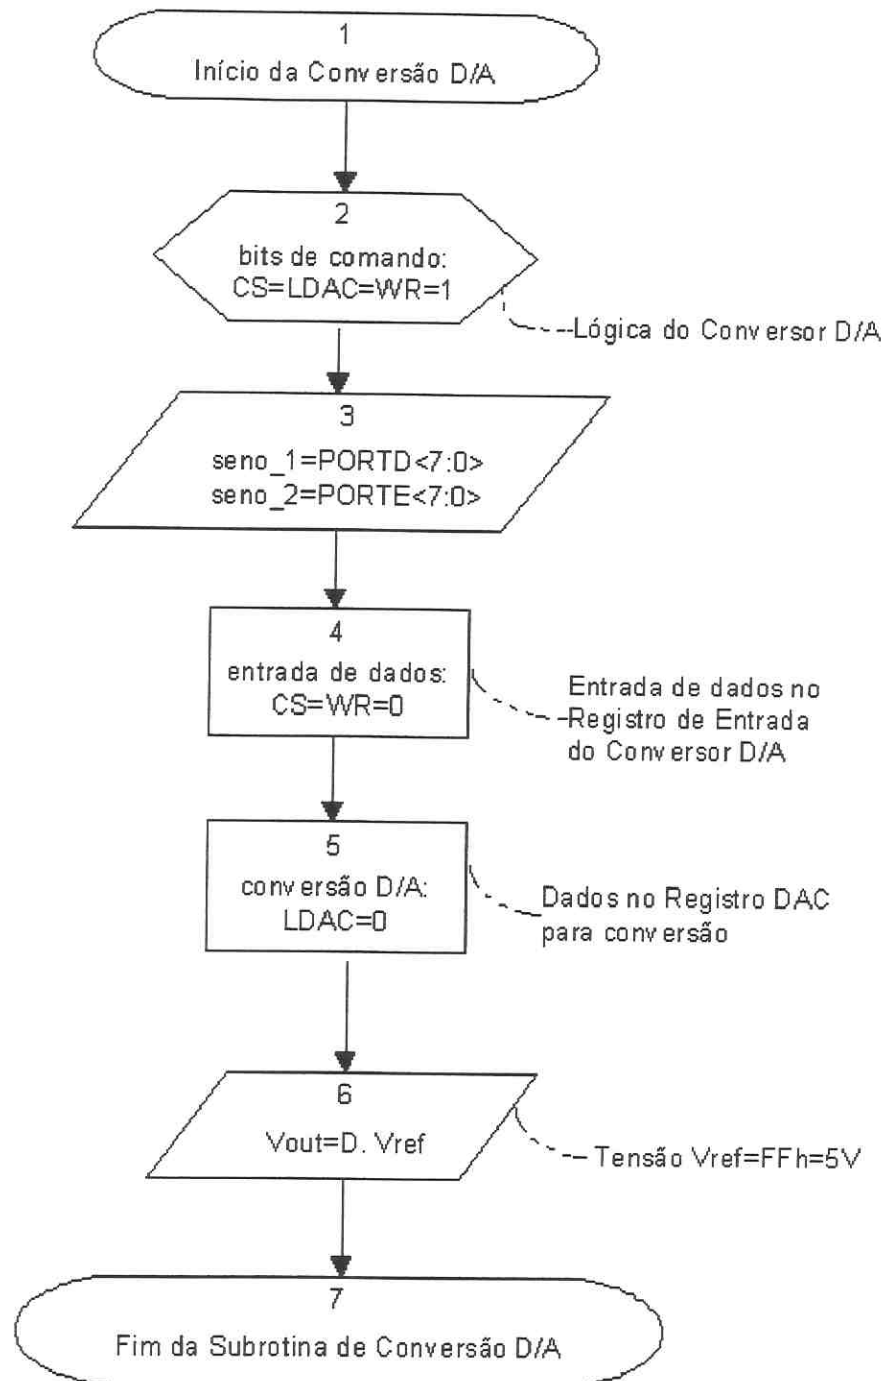 1
Início da Conversão D/A
2
bits de comando:
CS=LDAC=WR=1
Lógica do Conversor D/A
3
seno_1=PORTD<7:0>
seno_2=PORTE<7:0>
4
entrada de dados:
CS=WR=0
Entrada de dados no
Registro de Entrada
do Conversor D/A
5
conversão D/A:
LDAC=0
Dados no Registro DAC
para conversão
6
Vout=D. Vref
Tensão Vref=FFh=5V
7
Fim da Subrotina de Conversão D/A